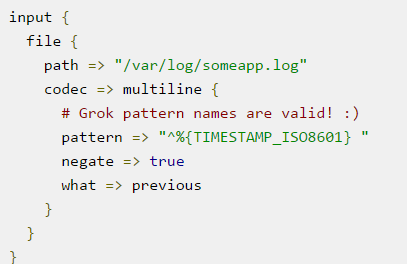 input {
  file {
    path => "/var/log/someapp.log"
    codec => multiline {
      # Grok pattern names are valid! :)
      pattern => "^%{TIMESTAMP_ISO8601} "
      negate => true
      what => previous
    }
  }
}